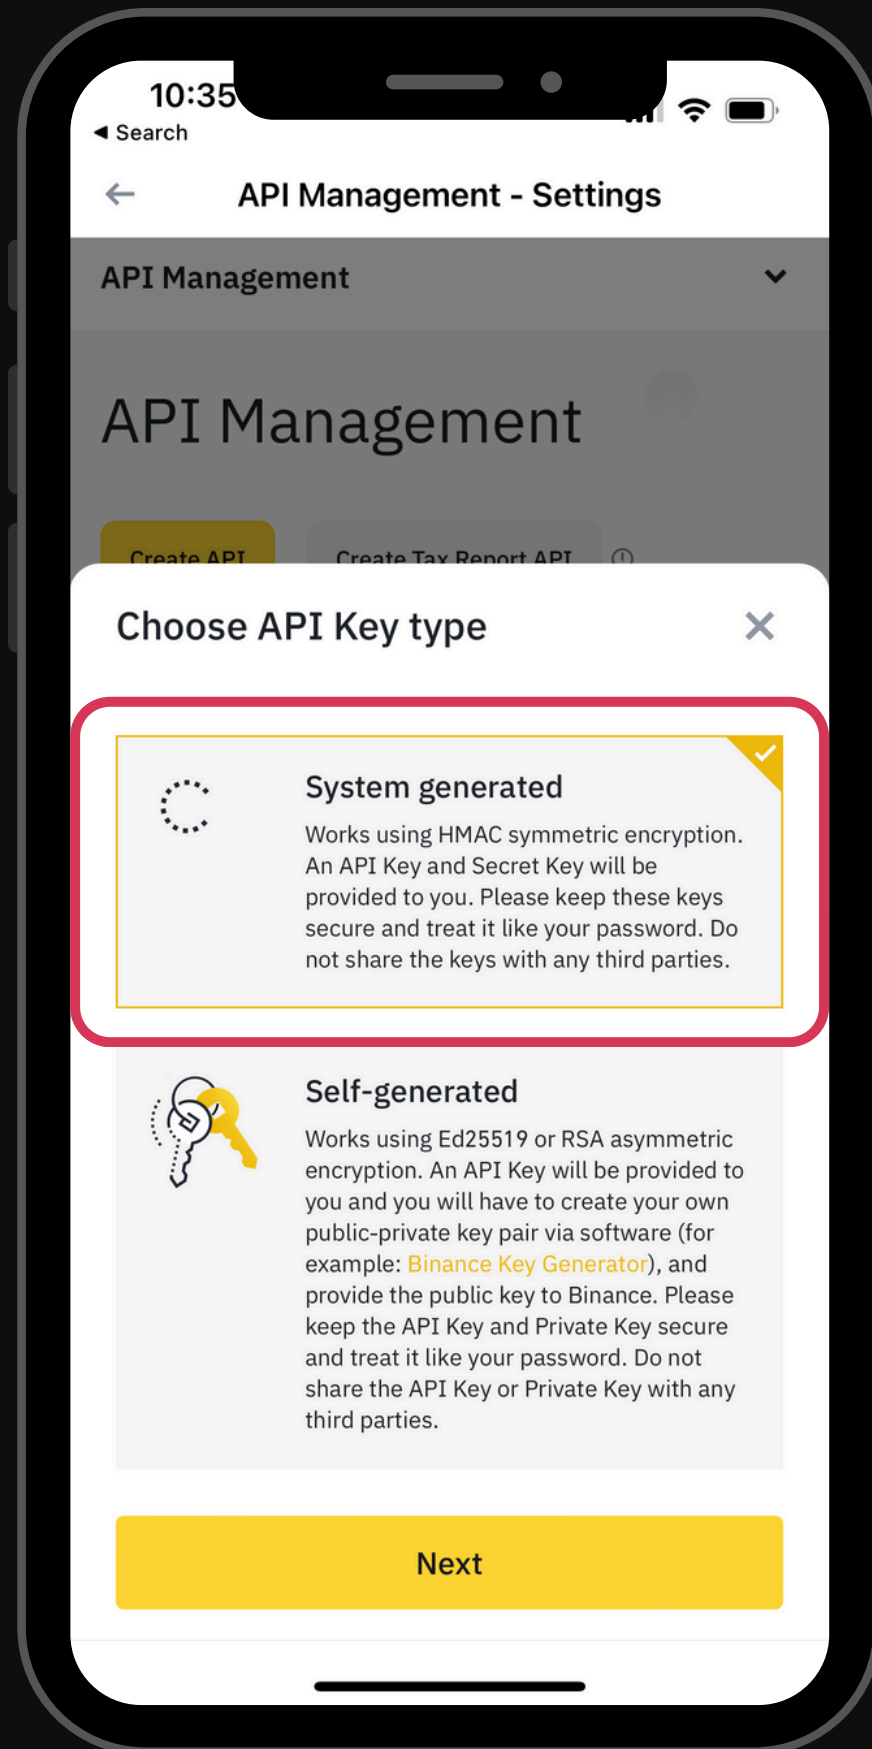 10:35
◀ Search
API Management - Settings
API Management
API Management
Create API
Create Tax Report API
Choose API Key type
System generated
Works using HMAC symmetric encryption.
An API Key and Secret Key will be
provided to you. Please keep these keys
secure and treat it like your password. Do
not share the keys with any third parties.
Self-generated
Works using Ed25519 or RSA asymmetric
encryption. An API Key will be provided to
you and you will have to create your own
public-private key pair via software (for
example: Binance Key Generator), and
provide the public key to Binance. Please
keep the API Key and Private Key secure
and treat it like your password. Do not
share the API Key or Private Key with any
third parties.
Next